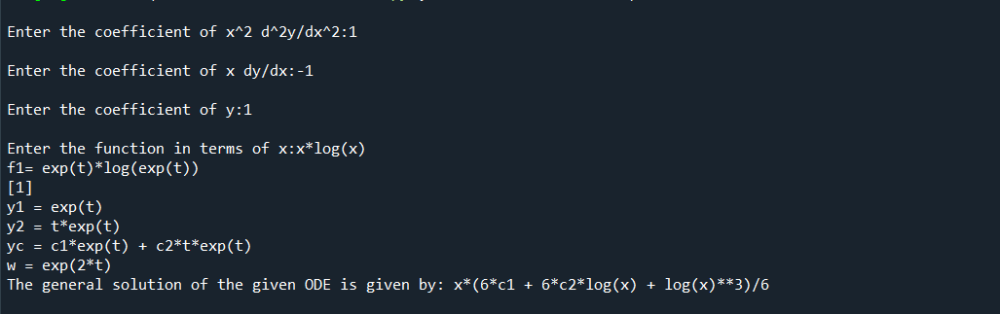 Enter the coefficient of x^2 d^2y/dx^2:1
Enter the coefficient of x dy/dx:-1
Enter the coefficient of y:1
Enter the function in terms of x:x*log(x)
f1= exp(t)*log(exp(t))
[1]
y1 = exp(t)
y2 = t*exp(t)
yc = c1*exp(t) + c2*t*exp(t)
w = exp(2*t)
The general solution of the given ODE is given by: x*(6*c1 + 6*c2*log(x) + log(x)**3)/6